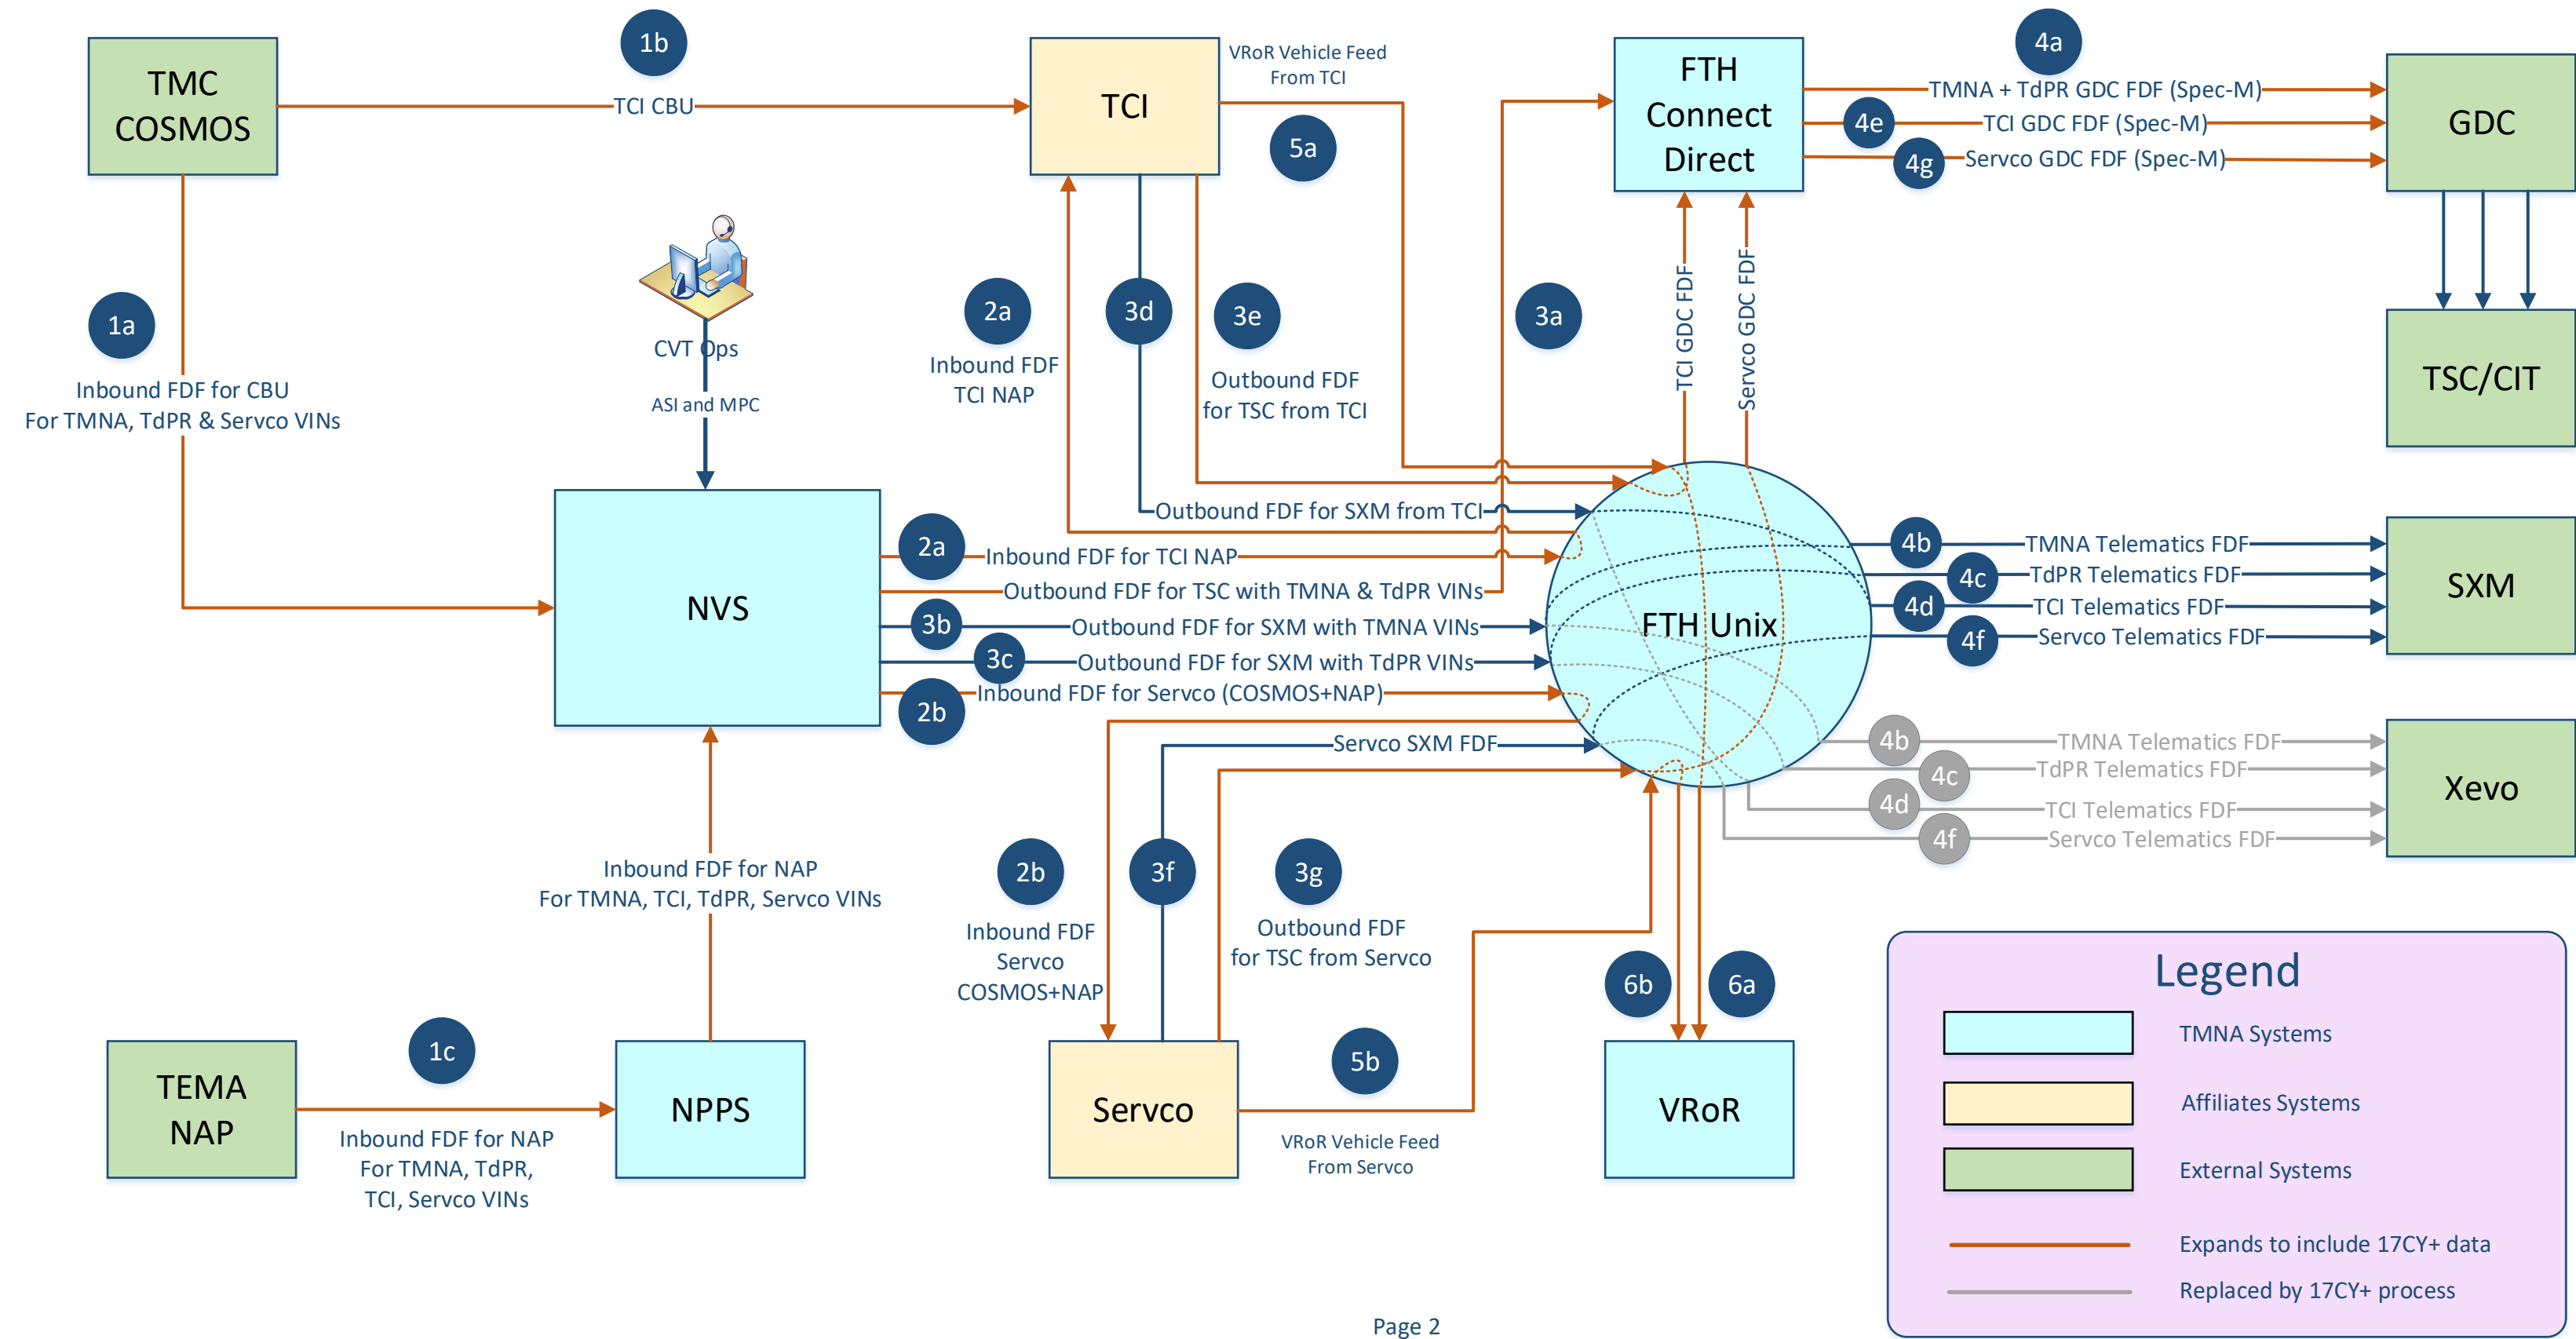 TMC
COSMOS
1b
TCI CBU
TCI
VRoR Vehicle Feed
From TCI
5a
FTH
Connect
Direct
4a
TMNA + TdPR GDC FDF (Spec-M)
4e
TCI GDC FDF (Spec-M)
4g
Servco GDC FDF (Spec-M)
GDC
1a
Inbound FDF for CBU
For TMNA, TdPR & Servco VINs
CVT Ops
ASI and MPC
2a
Inbound FDF
TCI NAP
3d
3e
Outbound FDF
for TSC from TCI
3a
TCI GDC FDF
Servco GDC FDF
TSC/CIT
NVS
Outbound FDF for SXM from TCI
2a
Inbound FDF for TCI NAP
Outbound FDF for TSC with TMNA & TdPR VINs
3b
Outbound FDF for SXM with TMNA VINs
3c
Outbound FDF for SXM with TdPR VINs
2b
Inbound FDF for Servco (COSMOS+NAP)
FTH Unix
4b
TMNA Telematics FDF
4c
TdPR Telematics FDF
4d
TCI Telematics FDF
4f
Servco Telematics FDF
SXM
Servco SXM FDF
4b
TMNA Telematics FDF
4c
TdPR Telematics FDF
4d
TCI Telematics FDF
4f
Servco Telematics FDF
Xevo
Inbound FDF for NAP
For TMNA, TCI, TdPR, Servco VINs
2b
Inbound FDF
Servco
COSMOS+NAP
3f
3g
Outbound FDF
for TSC from Servco
6b
6a
TEMA
NAP
1c
Inbound FDF for NAP
For TMNA, TdPR,
TCI, Servco VINs
NPPS
Servco
5b
VRoR Vehicle Feed
From Servco
VRoR
Legend
TMNA Systems
Affiliates Systems
External Systems
Expands to include 17CY+ data
Replaced by 17CY+ process
Page 2